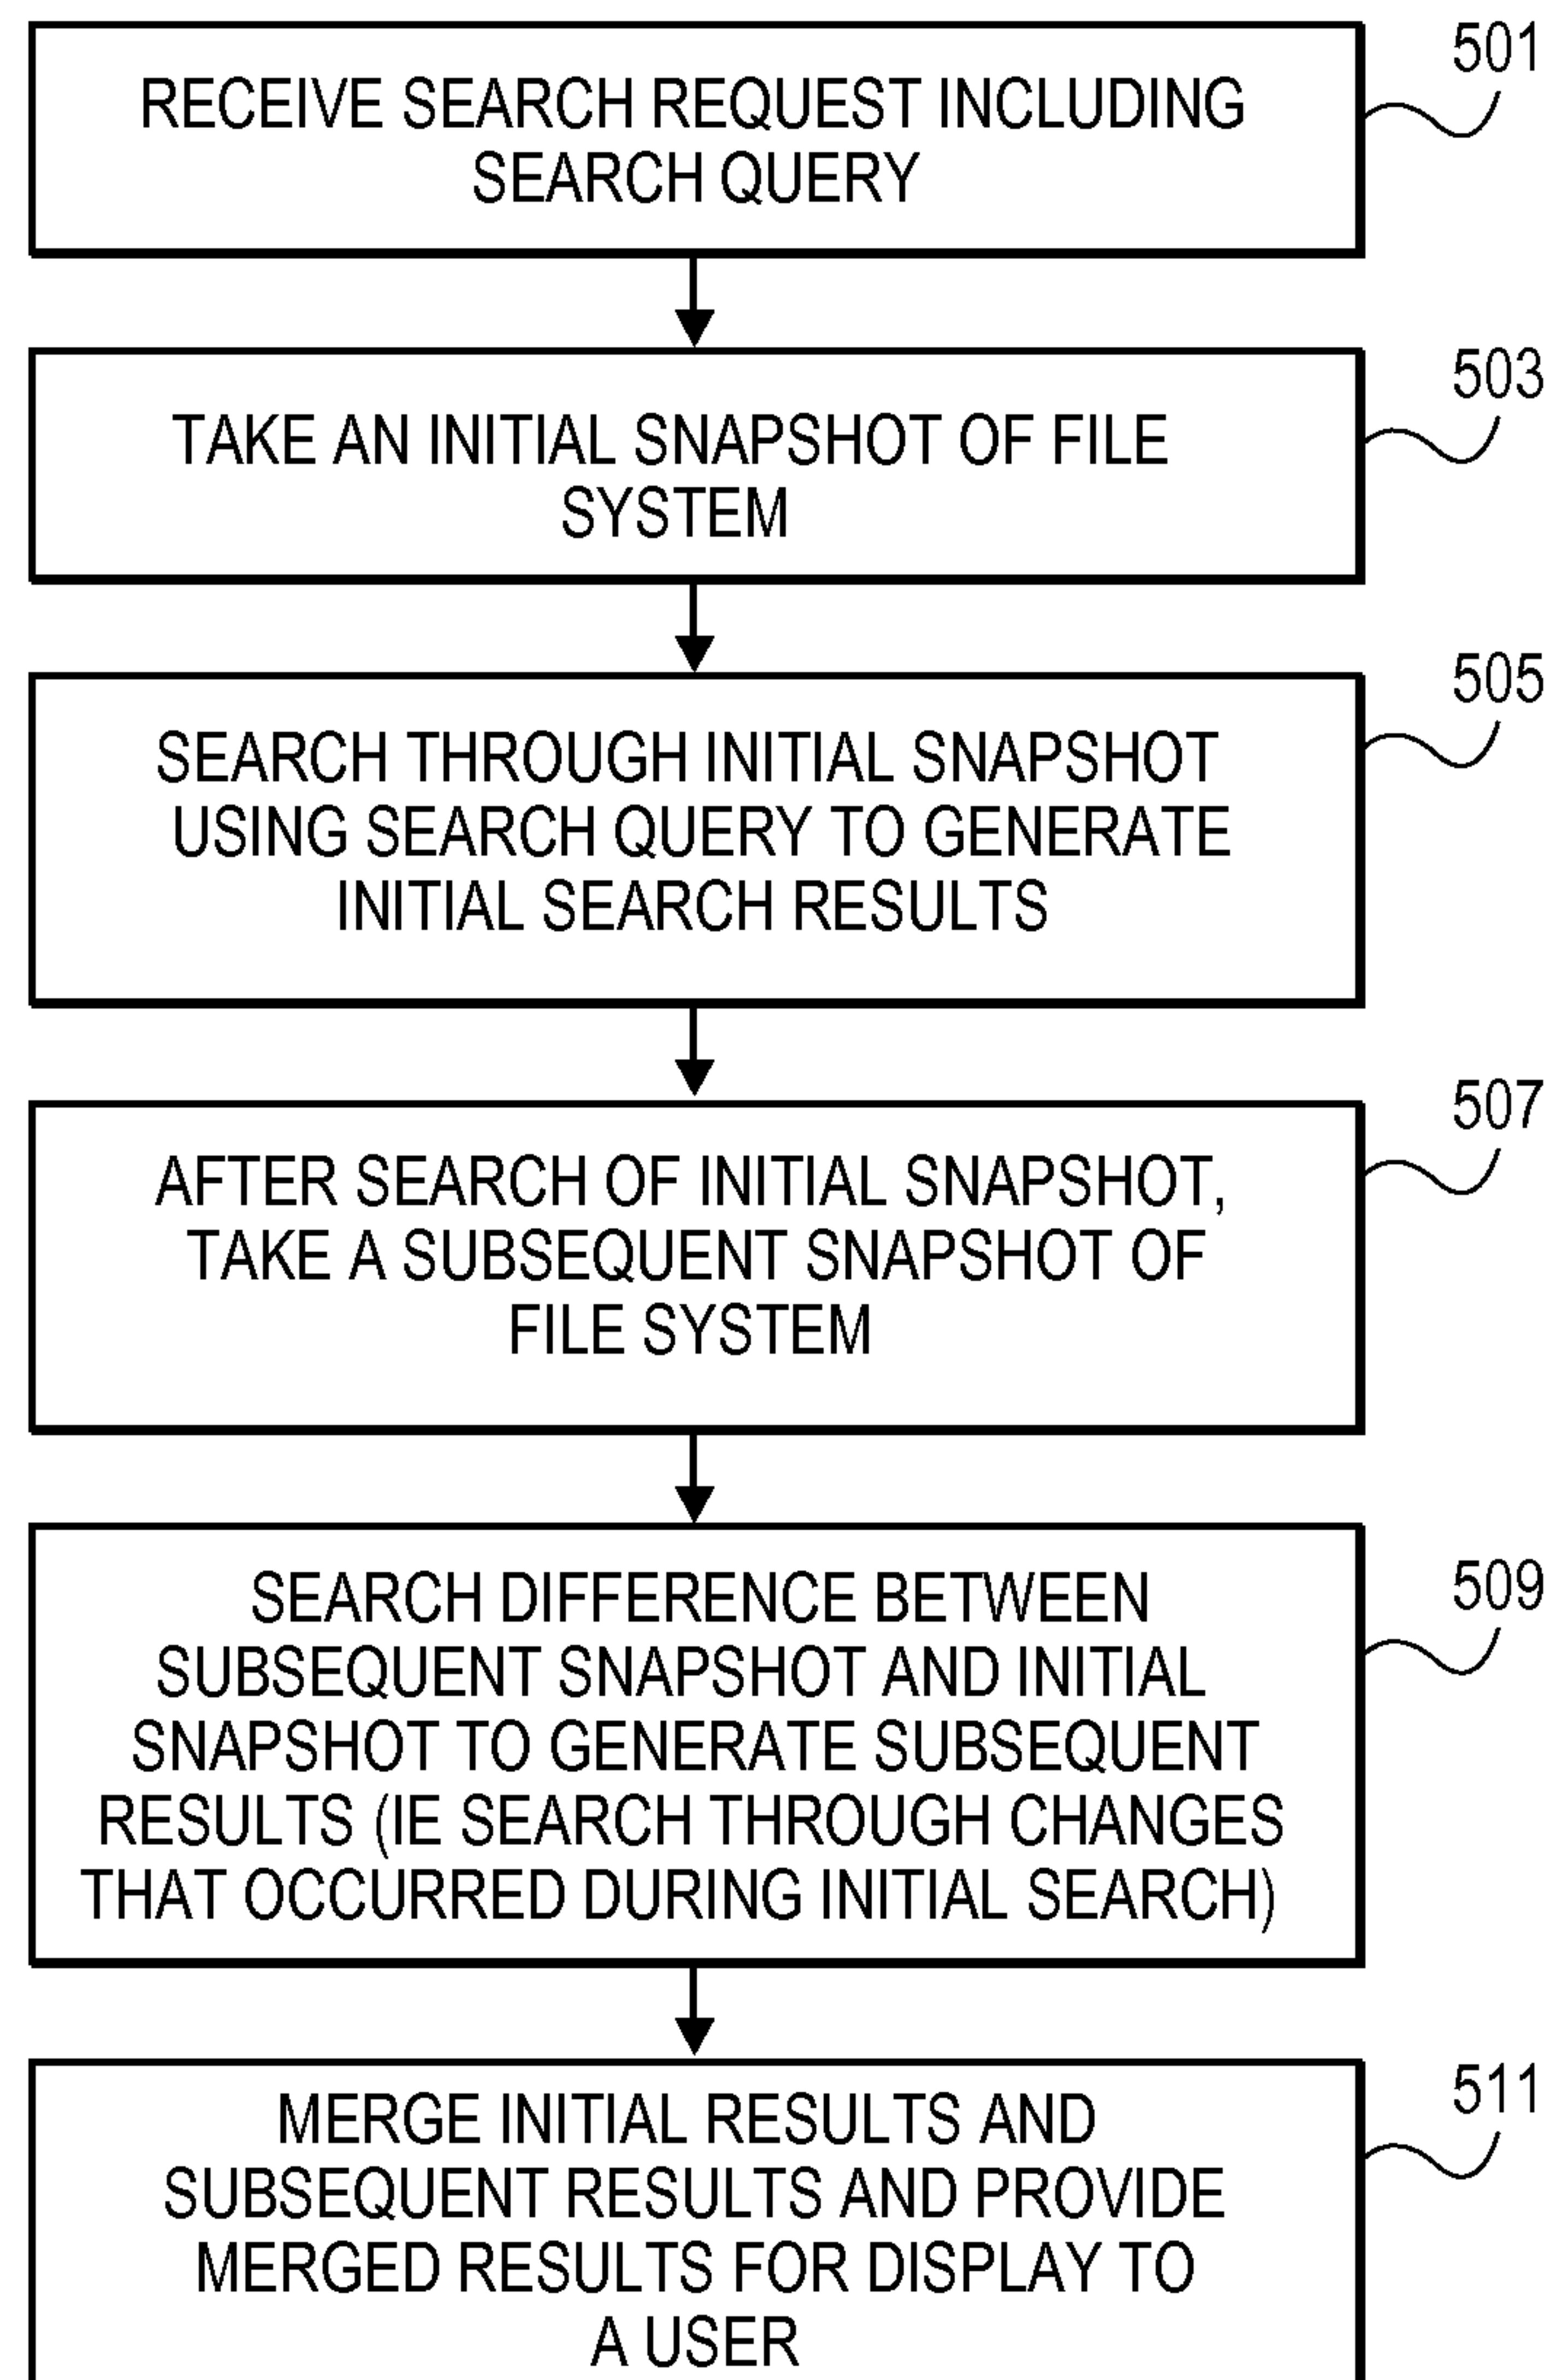 501
RECEIVE SEARCH REQUEST INCLUDING
SEARCH QUERY
503
TAKE AN INITIAL SNAPSHOT OF FILE
SYSTEM
505
SEARCH THROUGH INITIAL SNAPSHOT
USING SEARCH QUERY TO GENERATE
INITIAL SEARCH RESULTS
507
AFTER SEARCH OF INITIAL SNAPSHOT,
TAKE A SUBSEQUENT SNAPSHOT OF
FILE SYSTEM
509
SEARCH DIFFERENCE BETWEEN
SUBSEQUENT SNAPSHOT AND INITIAL
SNAPSHOT TO GENERATE SUBSEQUENT
RESULTS (IE SEARCH THROUGH CHANGES
THAT OCCURRED DURING INITIAL SEARCH)
511
MERGE INITIAL RESULTS AND
SUBSEQUENT RESULTS AND PROVIDE
MERGED RESULTS FOR DISPLAY TO
A USER